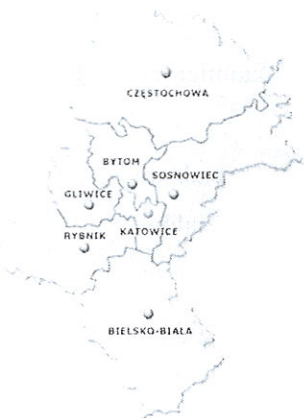 CZĘSTOCHOWA
BYTOM
SOSNOWIEC
GLIWICE
KATOWICE
RYBNIK
BIELSKO-BIAŁA